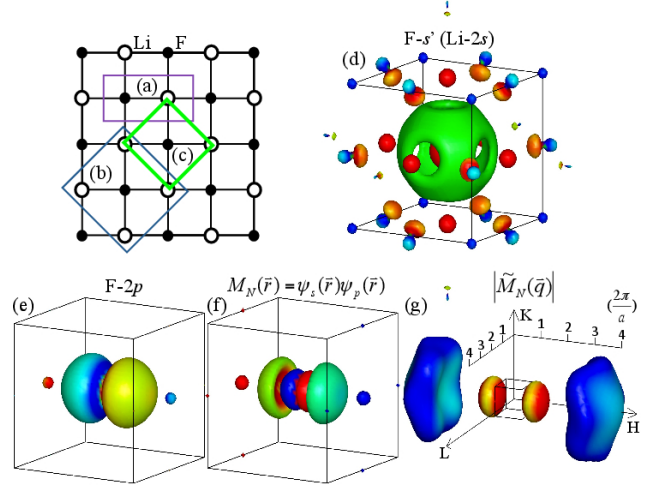 Li F
(a)
(b)
(c)
F-s' (Li-2s)
(d)
F-2p
(e)
M_N(r⃗) = ψ_s(r⃗)ψ_p(r⃗)
(f)
|M̃_N(q⃗)|
(g)
(2π/a)
K
1 2 3 4
4 3 2 1
H
L